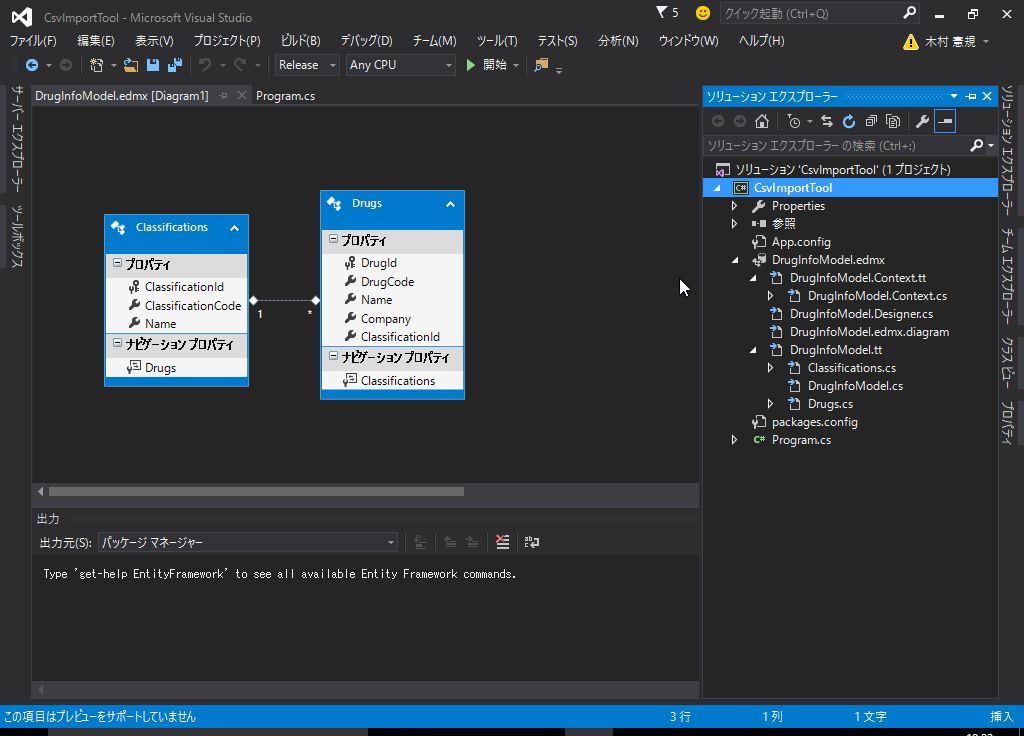 CsvImportTool - Microsoft Visual Studio
5
クイック起動 (Ctrl+Q)
ファイル(F) 編集(E) 表示(V) プロジェクト(P) ビルド(B) デバッグ(D) チーム(M) ツール(T) テスト(S) 分析(N) ウィンドウ(W) ヘルプ(H)
木村 憲規
Release Any CPU 開始
サーバー エクスプローラー
ツールボックス
DrugInfoModel.edmx [Diagram1] Program.cs
Classifications
プロパティ
ClassificationId
ClassificationCode
Name
ナビゲーション プロパティ
Drugs
1
*
Drugs
プロパティ
DrugId
DrugCode
Name
Company
ClassificationId
ナビゲーション プロパティ
Classifications
出力
出力元(S): パッケージ マネージャー
Type 'get-help EntityFramework' to see all available Entity Framework commands.
ソリューション エクスプローラー
ソリューション エクスプローラー の検索 (Ctrl+:)
ソリューション 'CsvImportTool' (1 プロジェクト)
C# CsvImportTool
Properties
参照
App.config
DrugInfoModel.edmx
DrugInfoModel.Context.tt
DrugInfoModel.Context.cs
DrugInfoModel.Designer.cs
DrugInfoModel.edmx.diagram
DrugInfoModel.tt
Classifications.cs
DrugInfoModel.cs
Drugs.cs
packages.config
C# Program.cs
ソリューション エクスプローラー
チーム エクスプローラー
クラス ビュー
プロパティ
この項目はプレビューをサポートしていません
3 行 1 列 1 文字 挿入